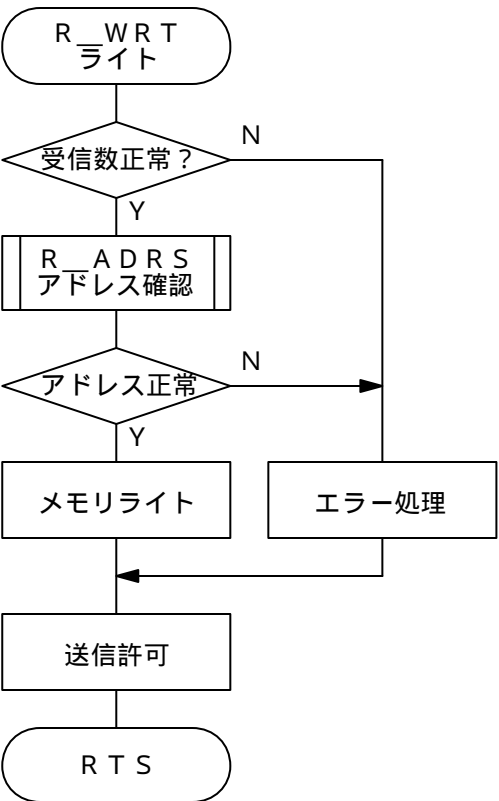 Ｒ＿ＷＲＴ
ライト
N
受信数正常？
Y
Ｒ＿ＡＤＲＳ
アドレス確認
N
アドレス正常
Y
メモリライト
エラー処理
送信許可
ＲＴＳ